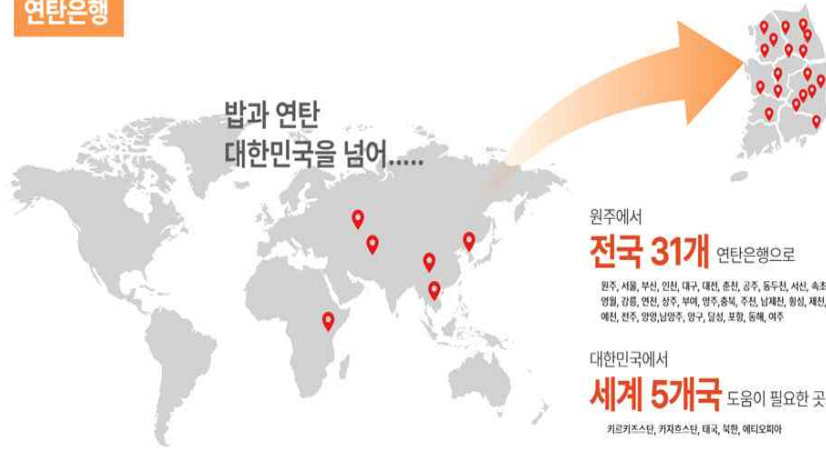 연탄은행
밥과 연탄
대한민국을 넘어.....
원주에서
전국 31개 연탄은행으로
원주, 서울, 부산, 인천, 대구, 대전, 춘천, 공주, 동두천, 서산, 속초
영월, 강릉, 연천, 상주, 부여, 영주,충북, 주천, 남제천, 횡성, 제천,
예천, 전주, 양양,남양주, 양구, 달성, 포항, 동해, 여주
대한민국에서
세계 5개국 도움이 필요한 곳
키르키즈스탄, 카자흐스탄, 태국, 북한, 에티오피아